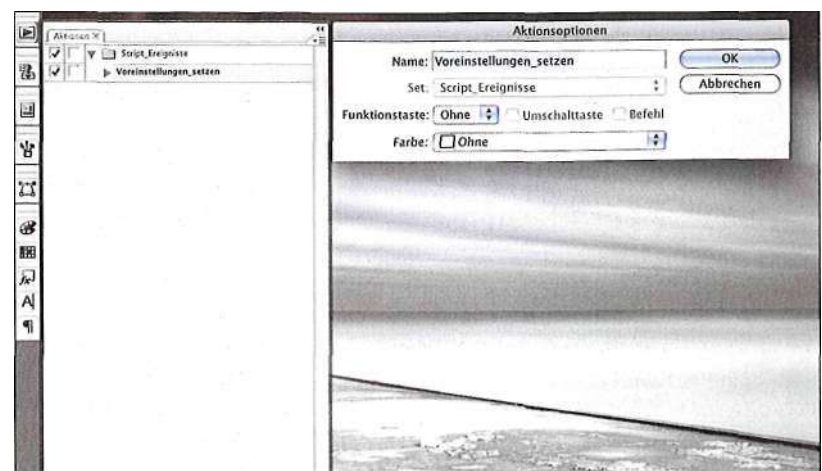 Aktionen ×
Script_Ereignisse
Voreinstellungen_setzen
Aktionsoptionen
Name: Voreinstellungen_setzen
OK
Set: Script_Ereignisse
Abbrechen
Funktionstaste: Ohne Umschalttaste Befehl
Farbe: Ohne